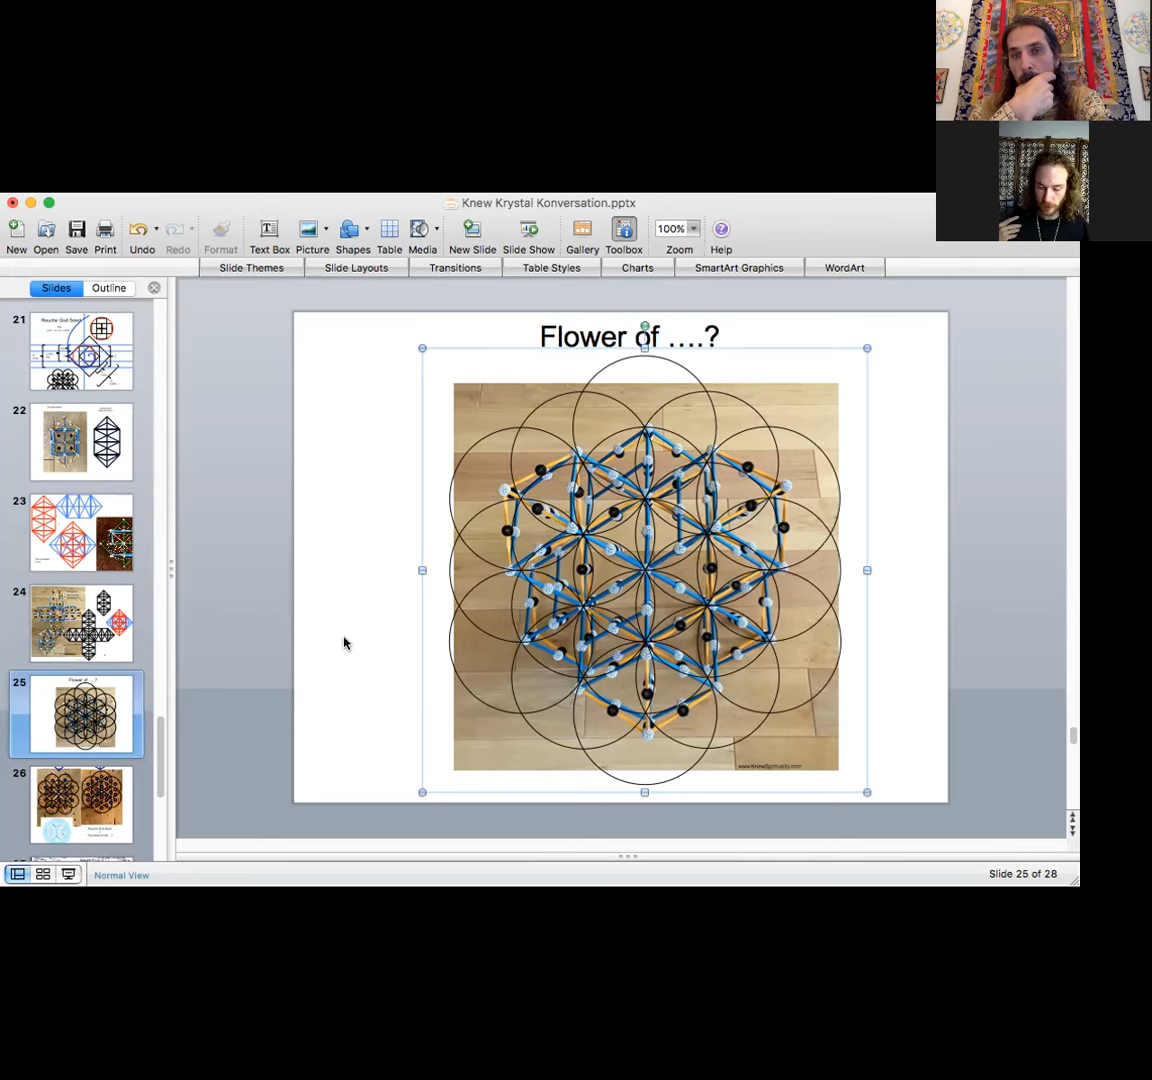 Knew Krystal Konversation.pptx
New Open Save Print Undo Redo Format Text Box Picture Shapes Table Media New Slide Slide Show Gallery Toolbox 100% Zoom Help
Slide Themes Slide Layouts Transitions Table Styles Charts SmartArt Graphics WordArt
Slides Outline
21
22
23
24
25
26
Flower of ....?
Flower of ….?
www.KnewSpirituality.com
Normal View
Slide 25 of 28